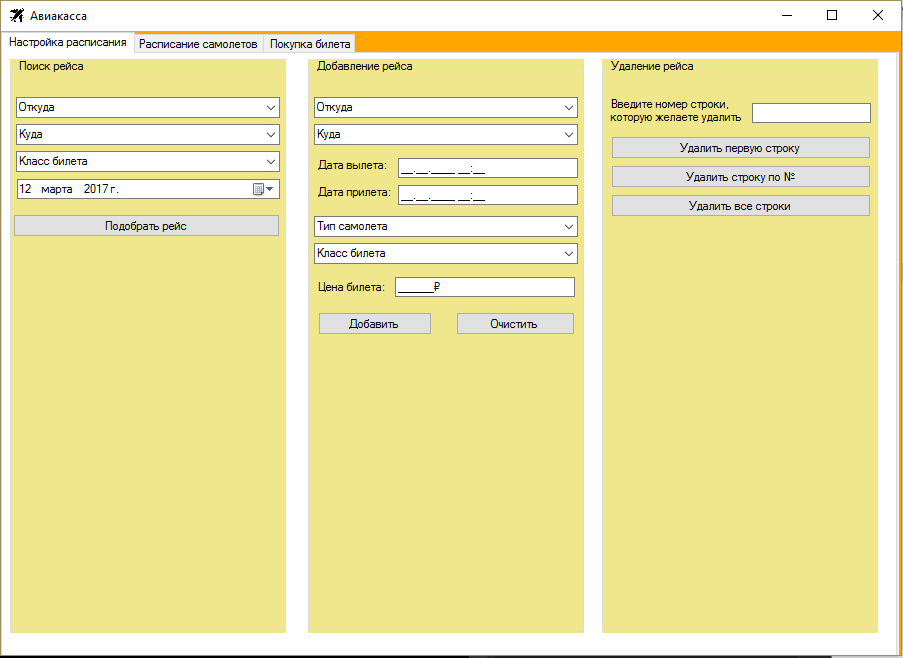 Авиакасса
Настройка расписания
Расписание самолетов
Покупка билета
Поиск рейса
Откуда
Куда
Класс билета
12 марта 2017 г.
Подобрать рейс
Добавление рейса
Откуда
Куда
Дата вылета: __.__.____ __:__
Дата прилета: __.__.____ __:__
Тип самолета
Класс билета
Цена билета: ______₽
Добавить
Очистить
Удаление рейса
Введите номер строки,
которую желаете удалить
Удалить первую строку
Удалить строку по №
Удалить все строки